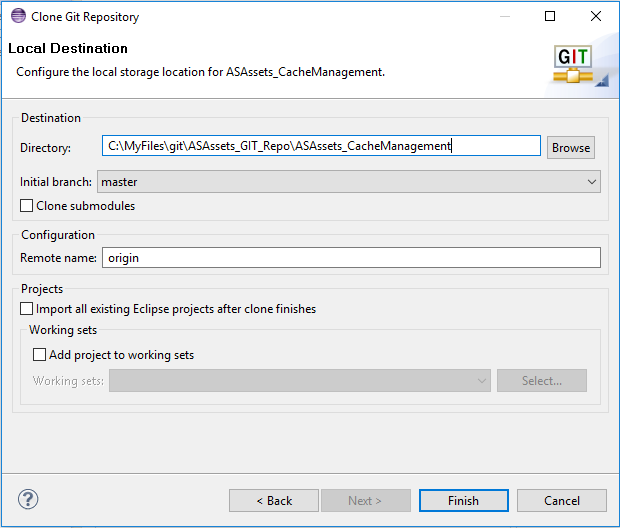 Clone Git Repository
Local Destination
Configure the local storage location for ASAssets_CacheManagement.
GIT
Destination
Directory: C:\MyFiles\git\ASAssets_GIT_Repo\ASAssets_CacheManagement Browse
Initial branch: master
Clone submodules
Configuration
Remote name: origin
Projects
Import all existing Eclipse projects after clone finishes
Working sets
Add project to working sets
Working sets: Select...
? < Back Next > Finish Cancel